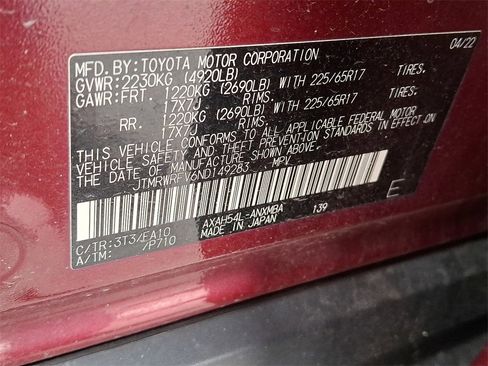 MFD. BY: TOYOTA MOTOR CORPORATION 04/22
GVWR: 2230KG (4920LB)
GAWR: FRT. 1220KG (2690LB) WITH 225/65R17 TIRES.
17X7J RIMS.
RR. 1220KG (2690LB) WITH 225/65R17 TIRES.
17X7J RIMS.
THIS VEHICLE CONFORMS TO ALL APPLICABLE FEDERAL MOTOR
VEHICLE SAFETY STANDARDS IN EFFECT ON
THE DATE OF MANUFACTURE SHOWN ABOVE.
JTMRWRFV6ND149283 MPV
E
C/TR: 3T3/EA10 AXAH54L-ANXMBA
A/TM: /P710 MADE IN JAPAN 139